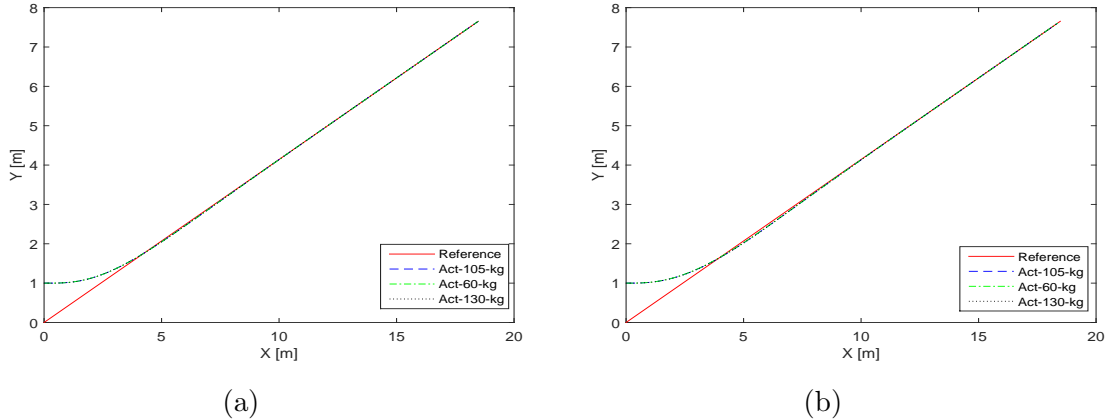 8
7
6
5
4
3
2
1
0
Y [m]
0 5 10 15 20
X [m]
Reference
Act-105-kg
Act-60-kg
Act-130-kg
(a)
8
7
6
5
4
3
2
1
0
Y [m]
0 5 10 15 20
X [m]
Reference
Act-105-kg
Act-60-kg
Act-130-kg
(b)